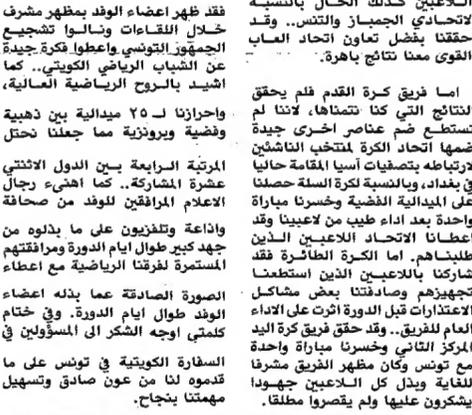 اللاعبين كذلك الحال بالنسبة
لاتحادي الجمباز والتنس.. وقد
حققنا بفضل تعاون اتحاد العاب
القوى معنا نتائج باهرة.
اما فريق كرة القدم فلم يحقق
النتائج التي كنا نتمناها، لاننا لم
نستطع ضم عناصر اخرى جيدة
ضمها اتحاد الكرة لمنتخب الناشئين
لارتباطه بتصفيات آسيا المقامة حاليا
في بغداد، وبالنسبة لكرة السلة حصلنا
على الميدالية الفضية وخسرنا مباراة
واحدة بعد اداء طيب من لاعبينا وقد
اعطانا الاتحاد اللاعبين الذين
طلبناهم. اما الكرة الطائرة فقد
شاركنا باللاعبين الذين استطعنا
تجهيزهم وصادفتنا بعض مشاكل
الاعتذارات قبل الدورة اثرت على الاداء
العام للفريق.. وقد حقق فريق كرة اليد
المركز الثاني وخسرنا مباراة واحدة
مع تونس وكان مظهر الفريق مشرفا
للغاية وبذل كل اللاعبين جهودا
يشكرون عليها ولم يقصروا مطلقا.
فقد ظهر اعضاء الوفد بمظهر مشرف
خلال اللقاءات ونالوا تشجيع
الجمهور التونسي واعطوا فكرة جيدة
عن الشباب الرياضي الكويتي.. كما
اشيد بالروح الرياضية العالية،
واحرازنا لـ ٢٥ ميدالية بين ذهبية
وفضية وبرونزية مما جعلنا نحتل
المرتبة الرابعة بين الدول الاثنتي
عشرة المشاركة.. كما اهنىء رجال
الاعلام المرافقين للوفد من صحافة
واذاعة وتلفزيون على ما بذلوه من
جهد كبير طوال ايام الدورة ومرافقتهم
المستمرة لفرقنا الرياضية مع اعطاء
الصورة الصادقة عما بذله اعضاء
الوفد طوال ايام الدورة. وفي ختام
كلمتي اوجه الشكر الى المسؤولين في
السفارة الكويتية في تونس على ما
قدموه لنا من عون صادق وتسهيل
مهمتنا بنجاح.